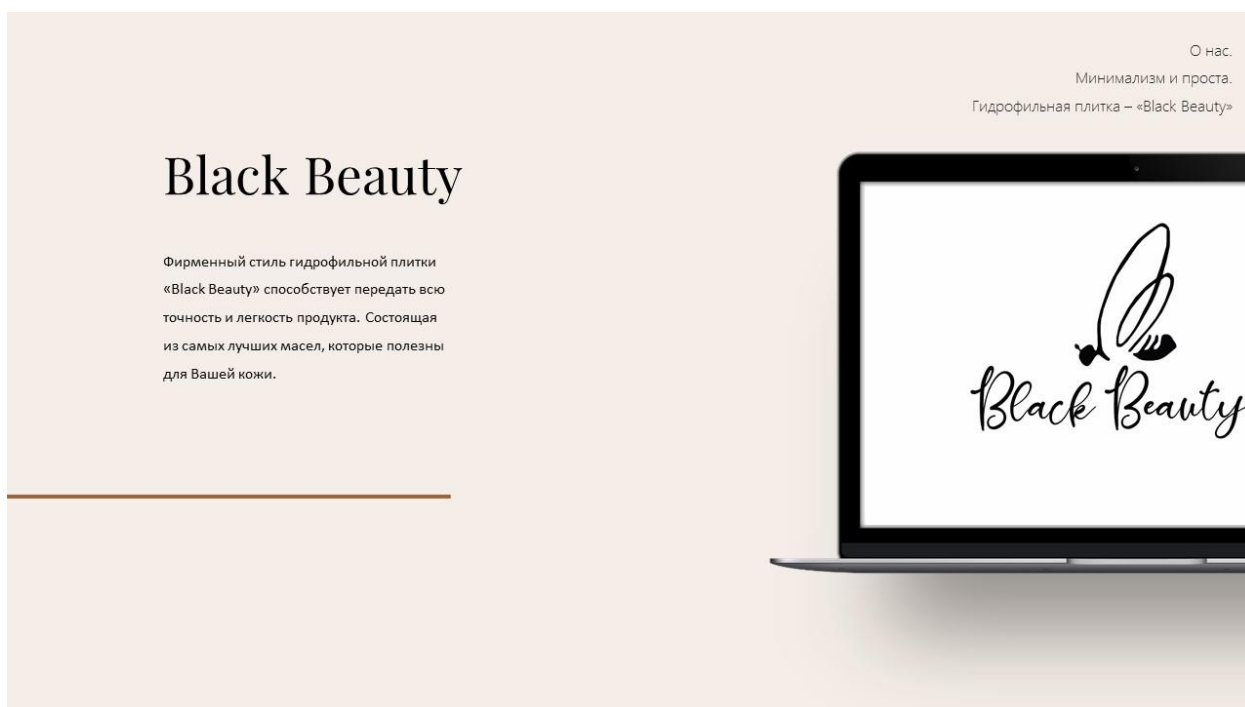 О нас.
Минимализм и проста.
Гидрофильная плитка – «Black Beauty»
Black Beauty
Фирменный стиль гидрофильной плитки
«Black Beauty» способствует передать всю
точность и легкость продукта. Состоящая
из самых лучших масел, которые полезны
для Вашей кожи.
Black Beauty